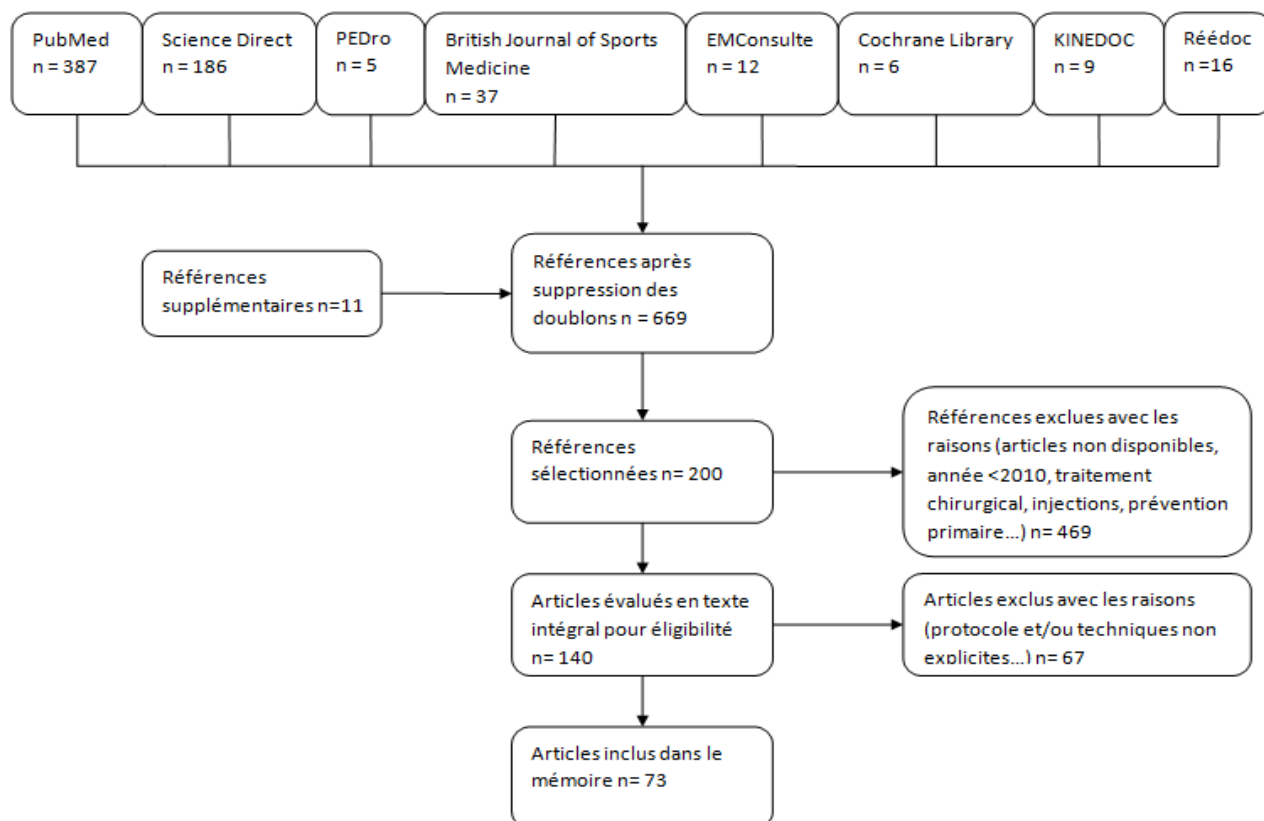 PubMed
n = 387
Science Direct
n = 186
PEDro
n = 5
British Journal of Sports
Medicine
n = 37
EMConsulte
n = 12
Cochrane Library
n = 6
KINEDOC
n = 9
Réédoc
n =16
Références
supplémentaires n=11
Références après
suppression des
doublons n = 669
Références
sélectionnées n= 200
Références exclues avec les
raisons (articles non disponibles,
année <2010, traitement
chirurgical, injections, prévention
primaire...) n= 469
Articles évalués en texte
intégral pour éligibilité
n= 140
Articles exclus avec les raisons
(protocole et/ou techniques non
explicites...) n= 67
Articles inclus dans le
mémoire n= 73